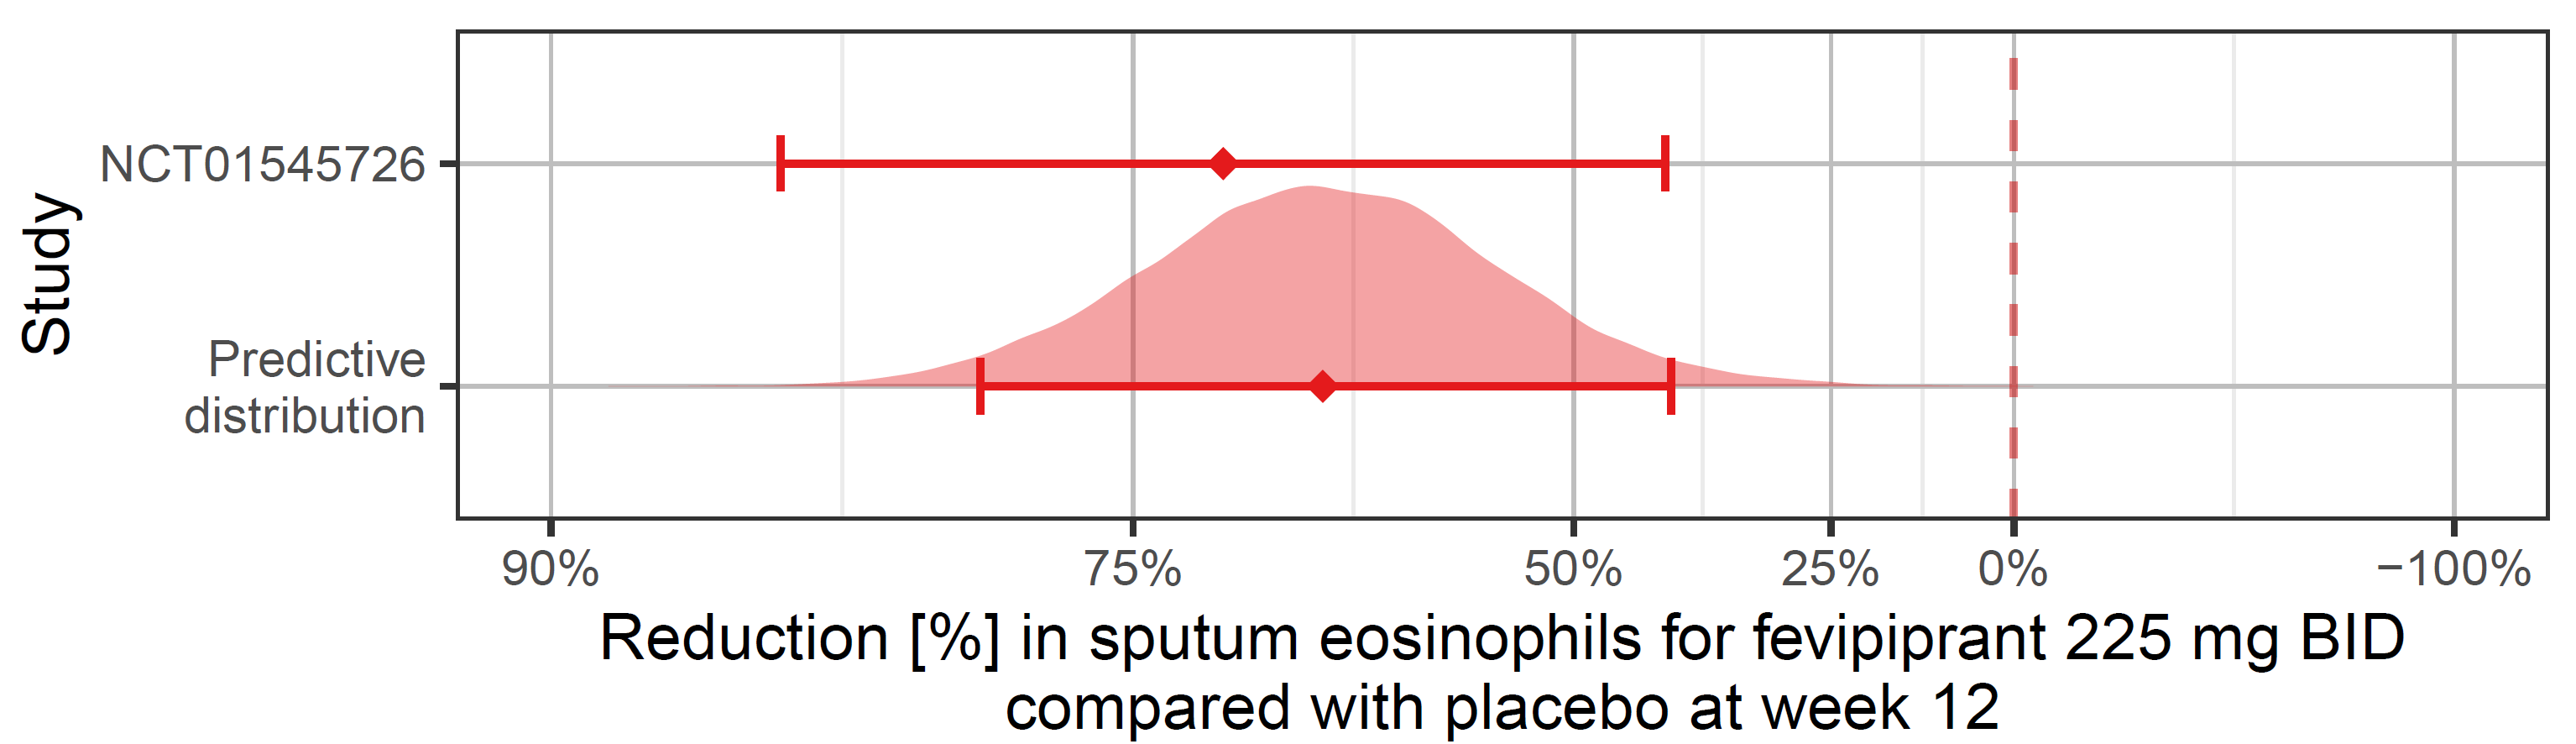 Study
NCT01545726
Predictive
distribution
90% 75% 50% 25% 0% −100%
Reduction [%] in sputum eosinophils for fevipiprant 225 mg BID
compared with placebo at week 12